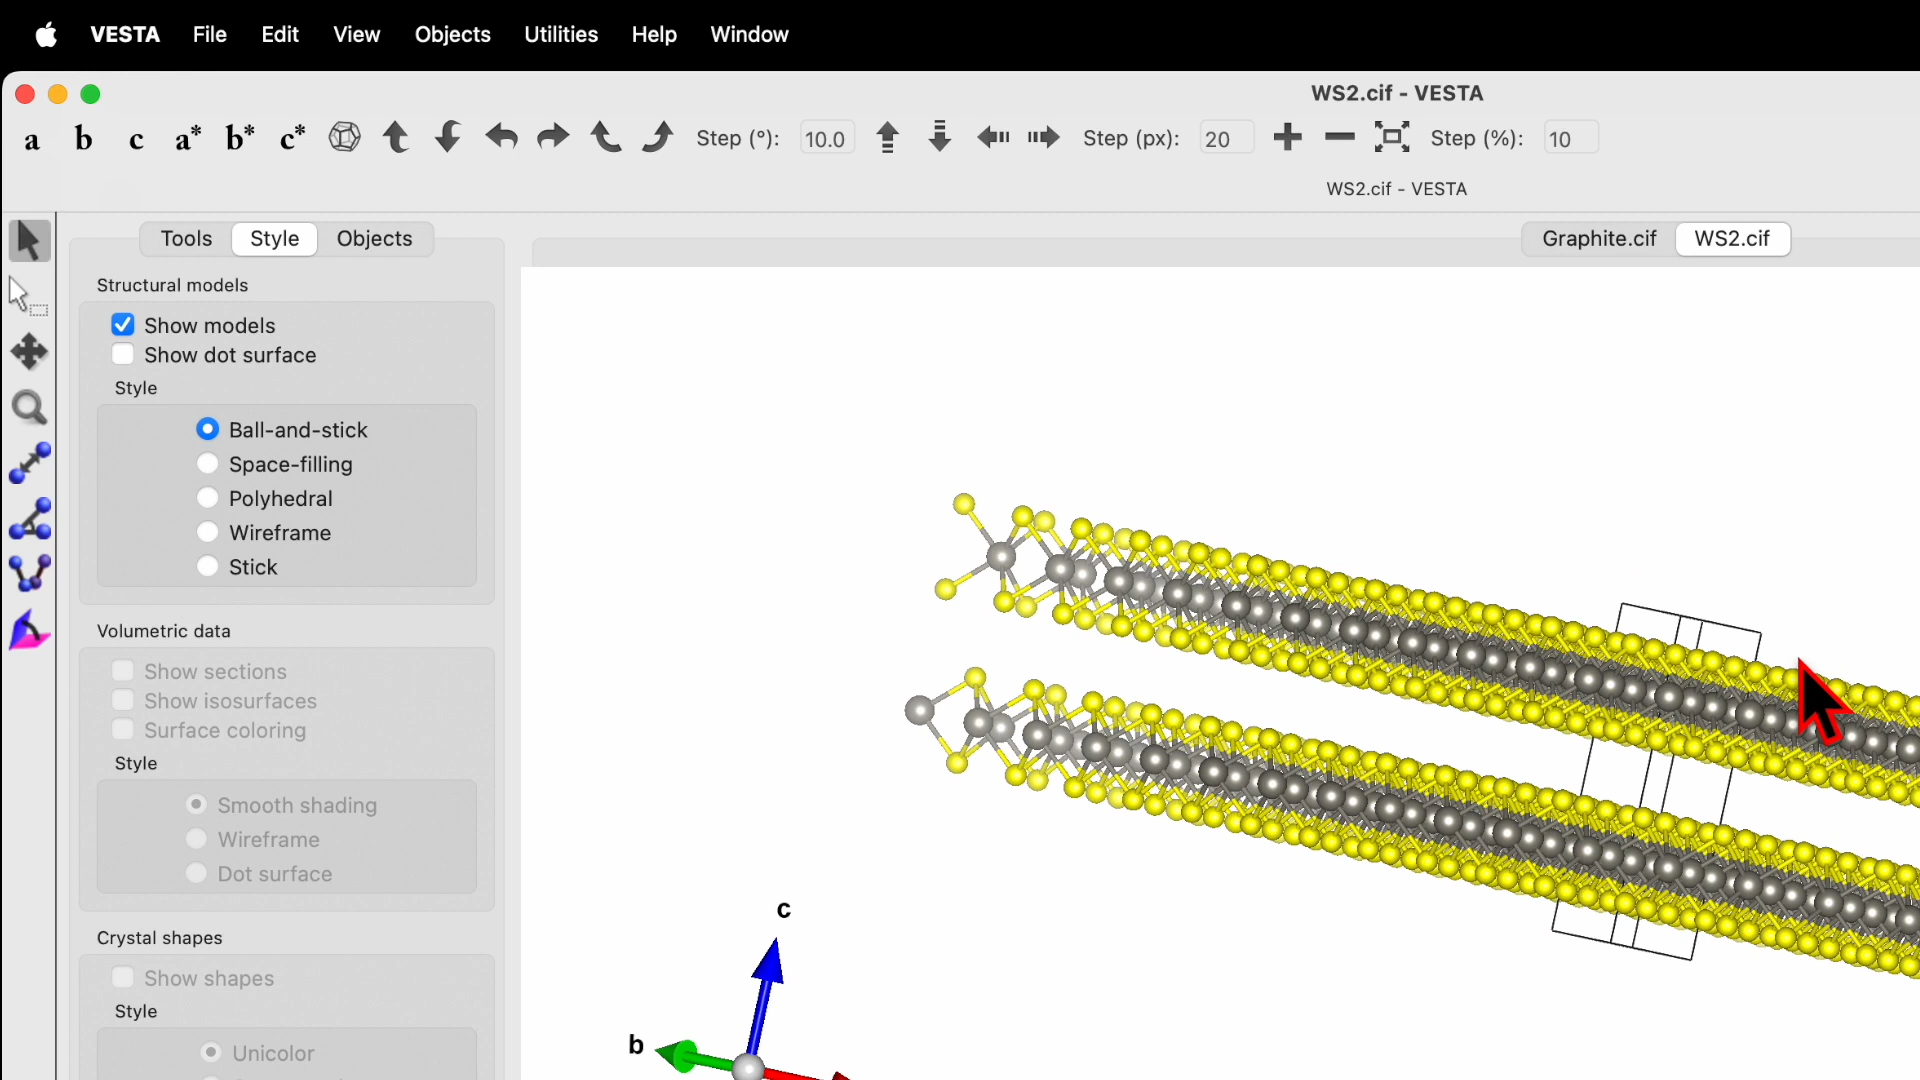 VESTA File Edit View Objects Utilities Help Window
WS2.cif - VESTA
a b c a* b* c* Step (°): 10.0 Step (px): 20 Step (%): 10
WS2.cif - VESTA
Tools Style Objects
Graphite.cif WS2.cif
Structural models
Show models
Show dot surface
Style
Ball-and-stick
Space-filling
Polyhedral
Wireframe
Stick
Volumetric data
Show sections
Show isosurfaces
Surface coloring
Style
Smooth shading
Wireframe
Dot surface
Crystal shapes
Show shapes
Style
Unicolor
c
b